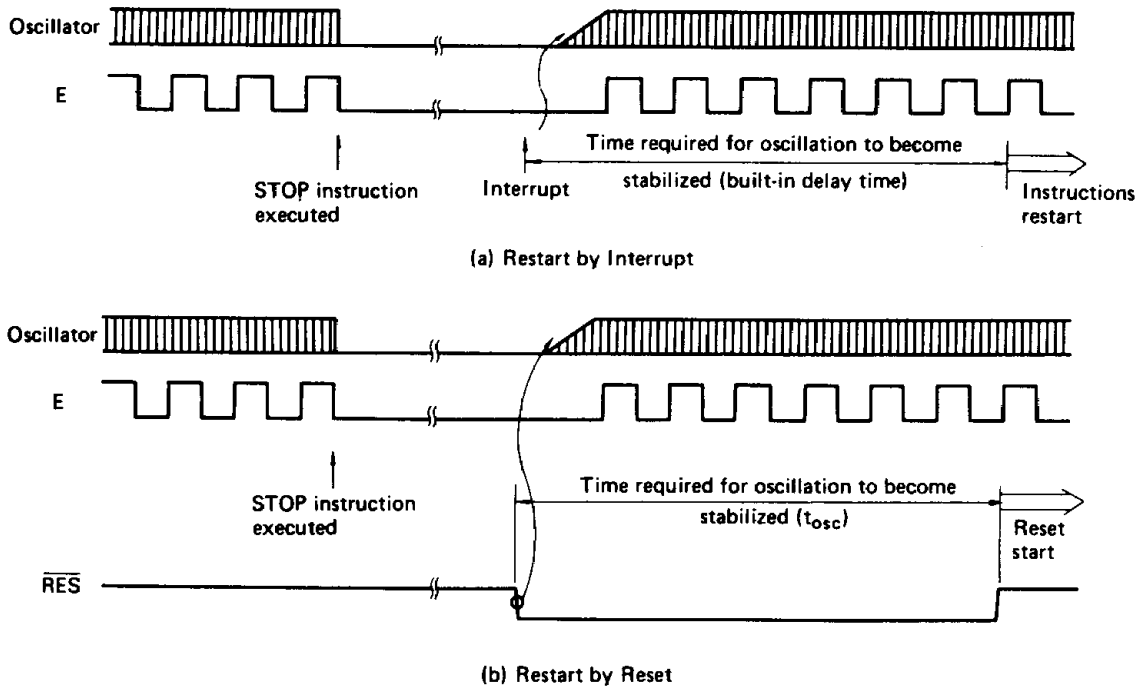 Oscillator
E
Time required for oscillation to become
stabilized (built-in delay time)
STOP instruction
executed
Interrupt
Instructions
restart
(a) Restart by Interrupt
Oscillator
E
STOP instruction
executed
Time required for oscillation to become
stabilized (tosc)
Reset
start
RES
(b) Restart by Reset